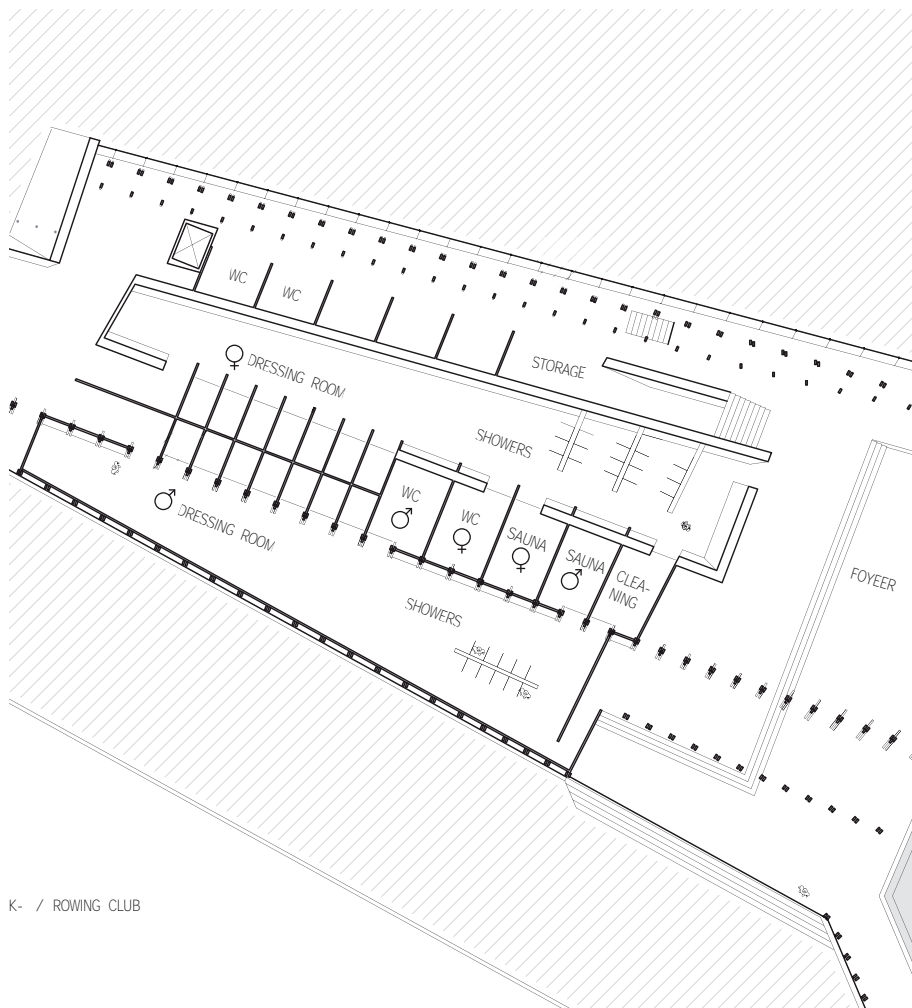 WC
WC
STORAGE
DRESSING ROOM
SHOWERS
WC
WC
SAUNA
SAUNA
CLEA-
NING
FOYEER
DRESSING ROOM
SHOWERS
K- / ROWING CLUB